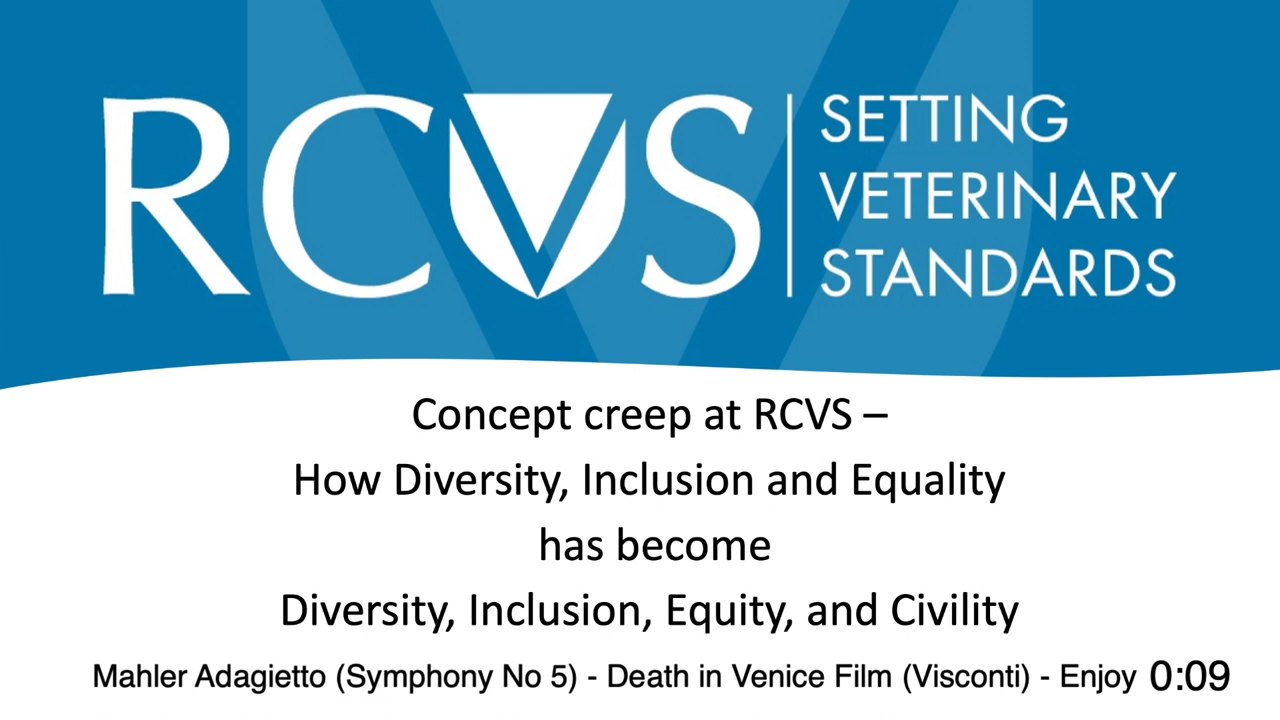 RCVS
SETTING
VETERINARY
STANDARDS
Concept creep at RCVS –
How Diversity, Inclusion and Equality
has become
Diversity, Inclusion, Equity, and Civility
Mahler Adagietto (Symphony No 5) - Death in Venice Film (Visconti) - Enjoy 0:09